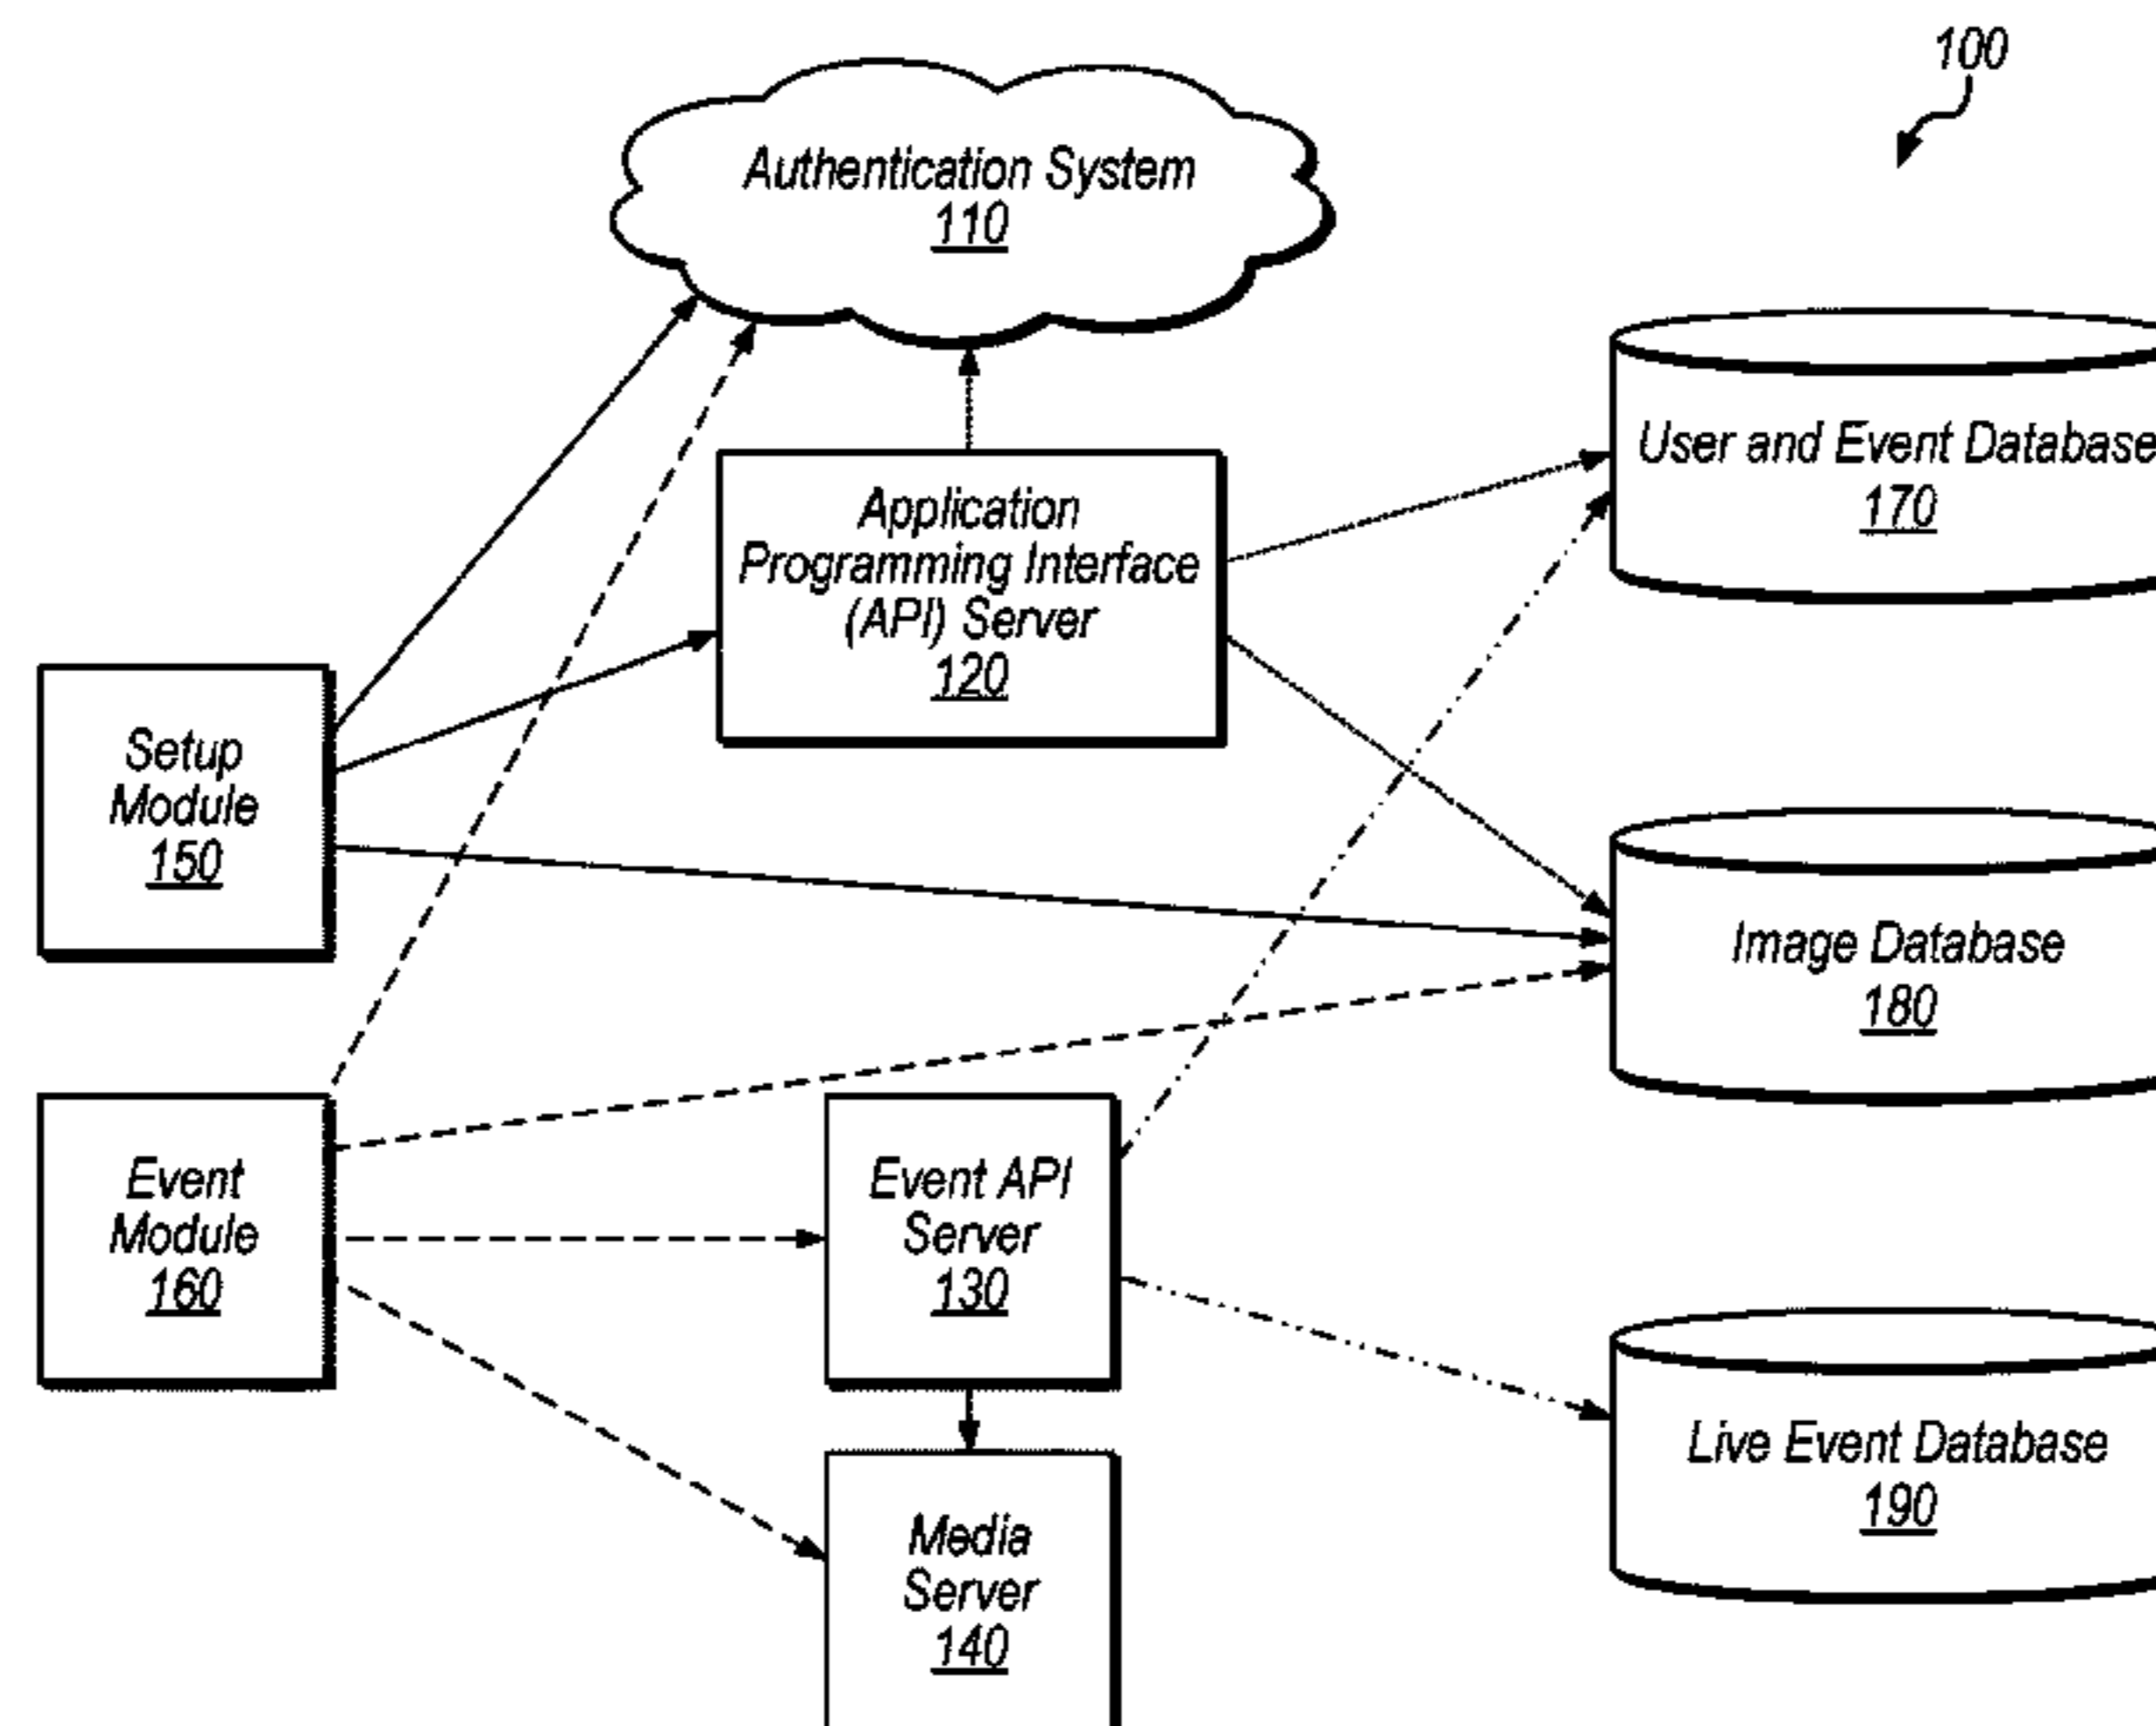 100
Authentication System
110
Application
Programming Interface
(API) Server
120
User and Event Database
170
Setup
Module
150
Image Database
180
Event
Module
160
Event API
Server
130
Live Event Database
190
Media
Server
140